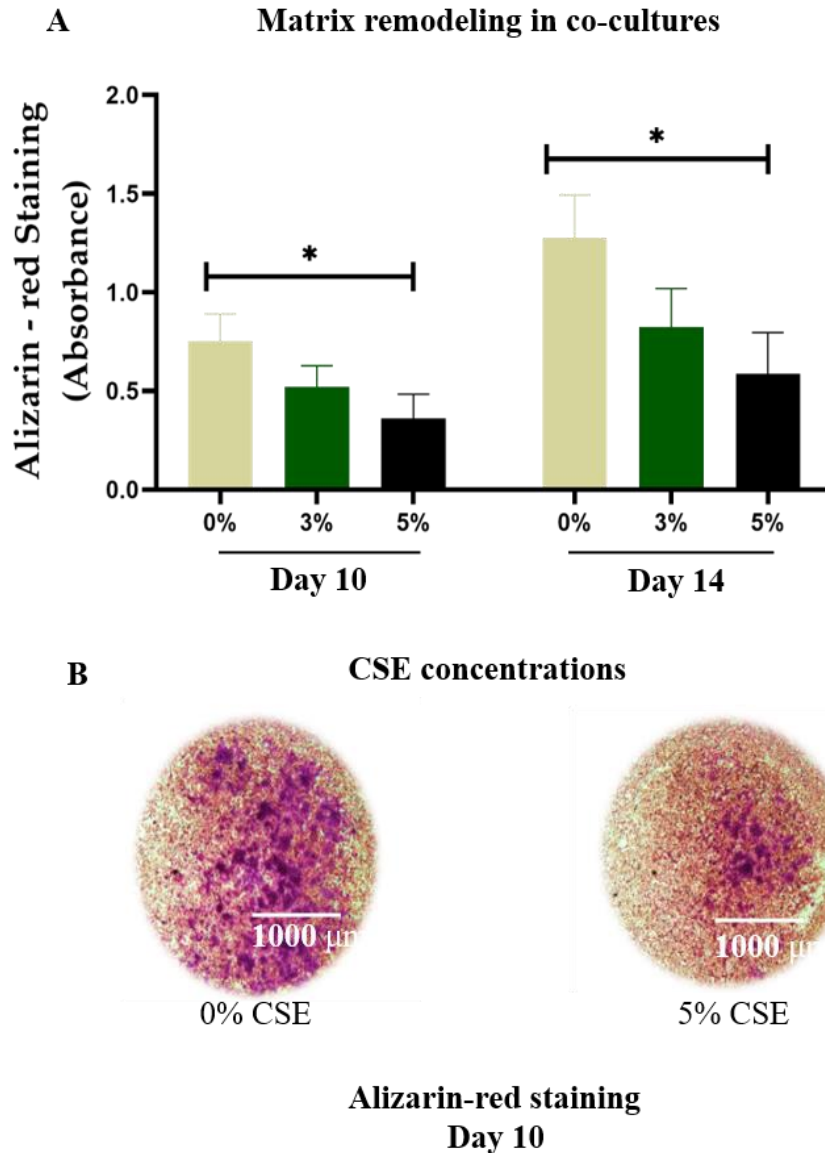 A
Matrix remodeling in co-cultures
Alizarin - red Staining
(Absorbance)
2.0
1.5
1.0
0.5
0.0
*
*
0% 3% 5% 0% 3% 5%
Day 10 Day 14
B
CSE concentrations
1000 μm 1000 μm
0% CSE 5% CSE
Alizarin-red staining
Day 10